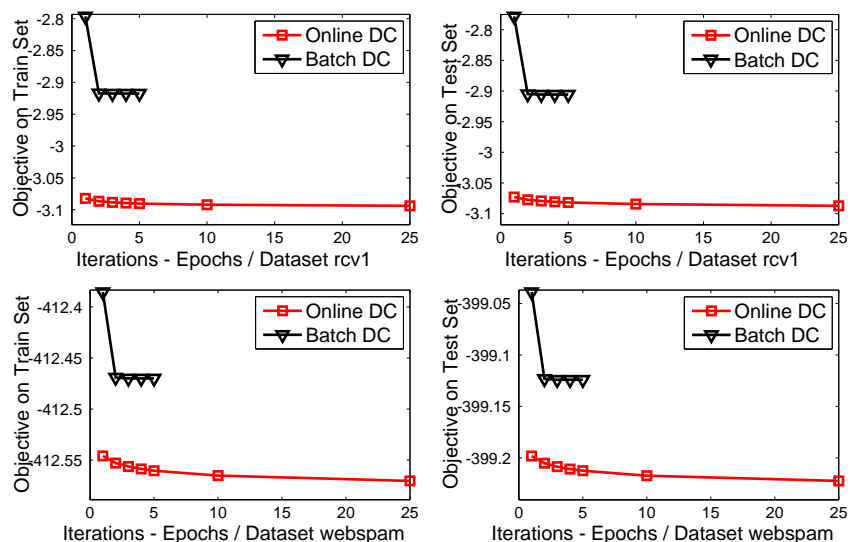 Objective on Train Set
-2.8
-2.85
-2.9
-2.95
-3
-3.05
-3.1
0 5 10 15 20 25
Iterations - Epochs / Dataset rcv1
Online DC
Batch DC
Objective on Test Set
-2.8
-2.85
-2.9
-2.95
-3
-3.05
-3.1
0 5 10 15 20 25
Iterations - Epochs / Dataset rcv1
Online DC
Batch DC
Objective on Train Set
-412.4
-412.45
-412.5
-412.55
0 5 10 15 20 25
Iterations - Epochs / Dataset webspam
Online DC
Batch DC
Objective on Test Set
-399.05
-399.1
-399.15
-399.2
0 5 10 15 20 25
Iterations - Epochs / Dataset webspam
Online DC
Batch DC